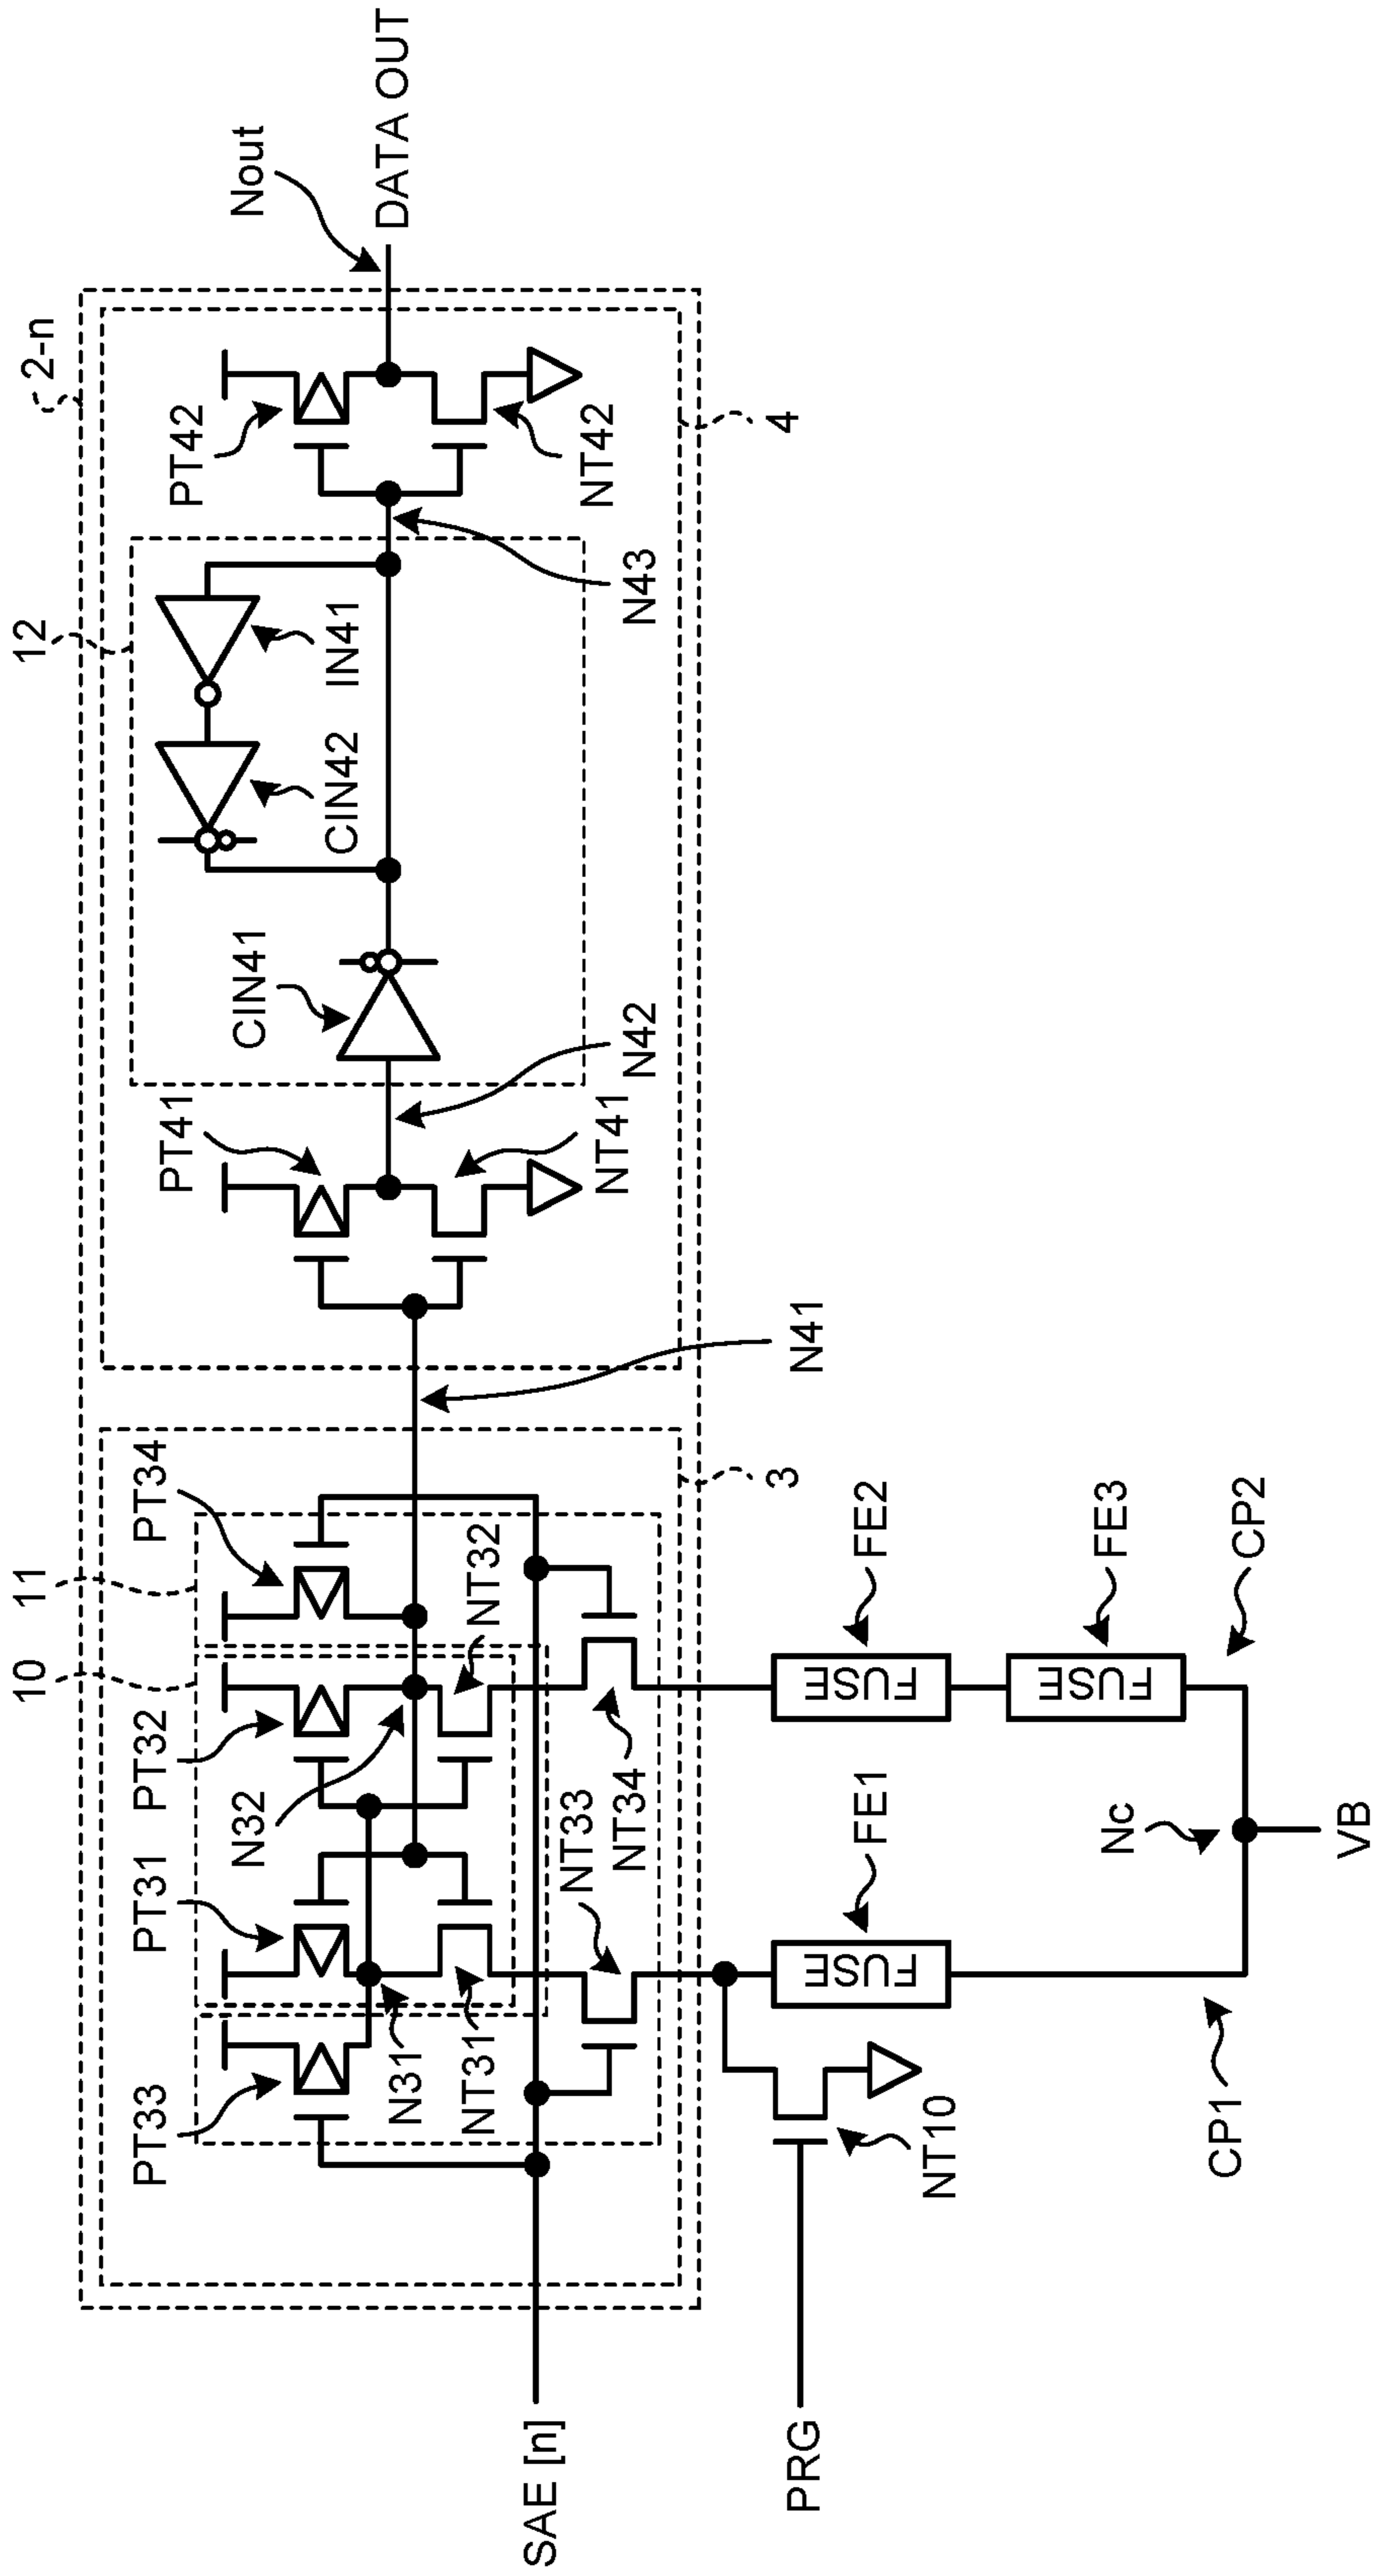 2-n
12
10
11
Nout
DATA OUT
PT42
NT42
4
IN41
CIN42
CIN41
N43
N42
PT41
NT41
N41
PT34
PT32
PT31
PT33
N32
NT32
N31
NT31
NT33
NT34
3
SAE [n]
PRG
NT10
FE1
FUSE
FE2
FUSE
FE3
FUSE
CP1
CP2
Nc
VB